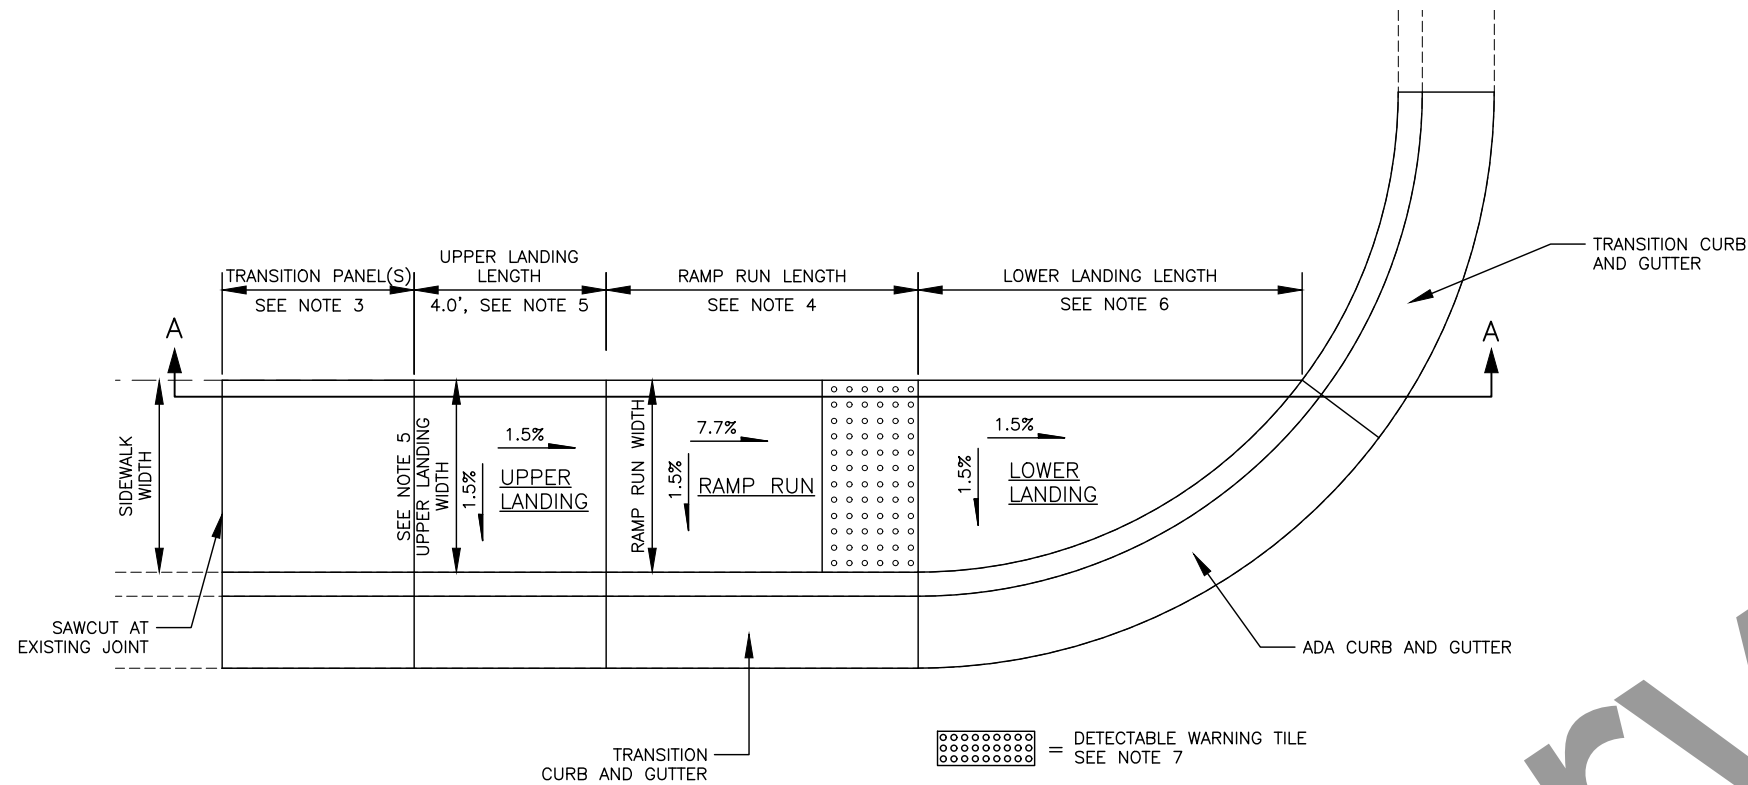 UPPER LANDING
LENGTH
TRANSITION PANEL(S)
RAMP RUN LENGTH
LOWER LANDING LENGTH
SEE NOTE 3
4.0', SEE NOTE 5
SEE NOTE 4
SEE NOTE 6
TRANSITION CURB
AND GUTTER
A
A
SIDEWALK
WIDTH
SEE NOTE 5
UPPER LANDING
WIDTH
1.5%
1.5%
UPPER
LANDING
RAMP RUN WIDTH
7.7%
1.5%
RAMP RUN
1.5%
1.5%
LOWER
LANDING
SAWCUT AT
EXISTING JOINT
ADA CURB AND GUTTER
TRANSITION
CURB AND GUTTER
= DETECTABLE WARNING TILE
SEE NOTE 7